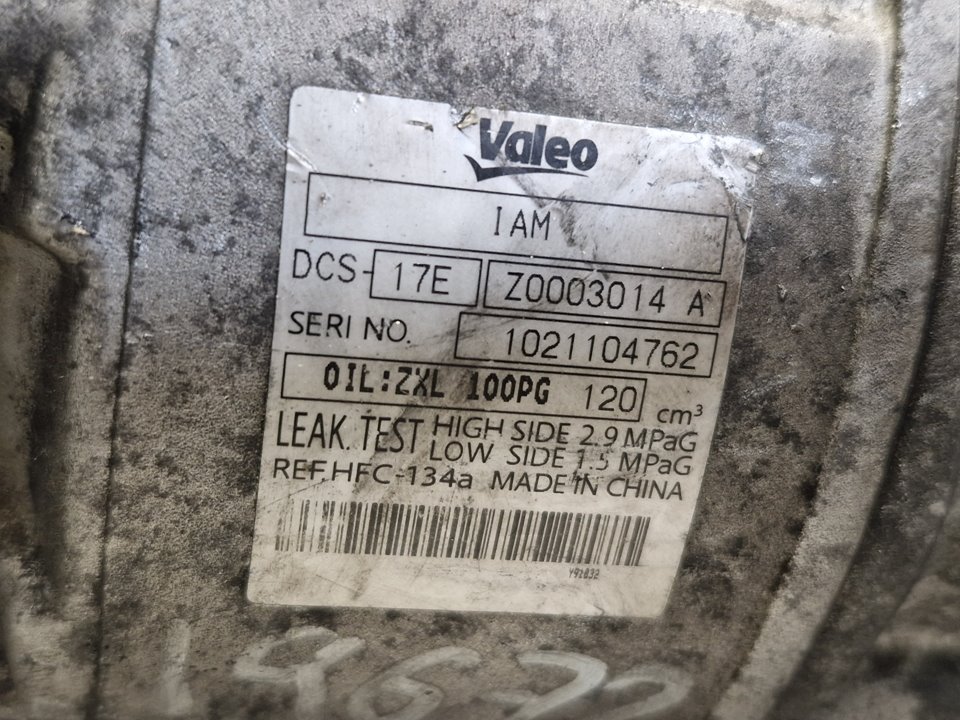 Valeo
IAM
DCS-17E Z0003014 A
SERI NO. 1021104762
OIL:ZXL 100PG 120 cm³
LEAK. TEST HIGH SIDE 2.9 MPaG
LOW SIDE 1.5 MPaG
REF.HFC-134a MADE IN CHINA